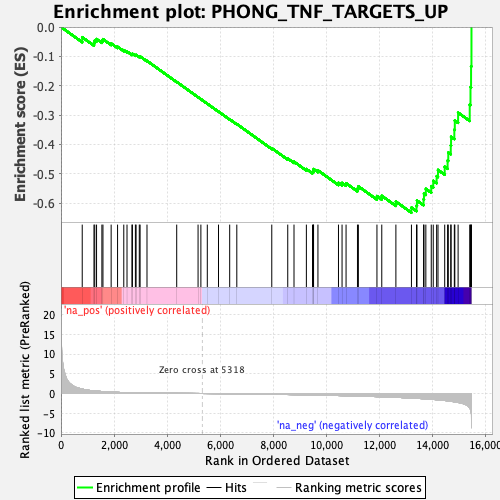 Enrichment plot: PHONG_TNF_TARGETS_UP
Enrichment score (ES)
0.0
-0.1
-0.2
-0.3
-0.4
-0.5
-0.6
'na_pos' (positively correlated)
Ranked list metric (PreRanked)
20
15
10
5
0
-5
-10
Zero cross at 5318
'na_neg' (negatively correlated)
0
2,000
4,000
6,000
8,000
10,000
12,000
14,000
16,000
Rank in Ordered Dataset
Enrichment profile
Hits
Ranking metric scores